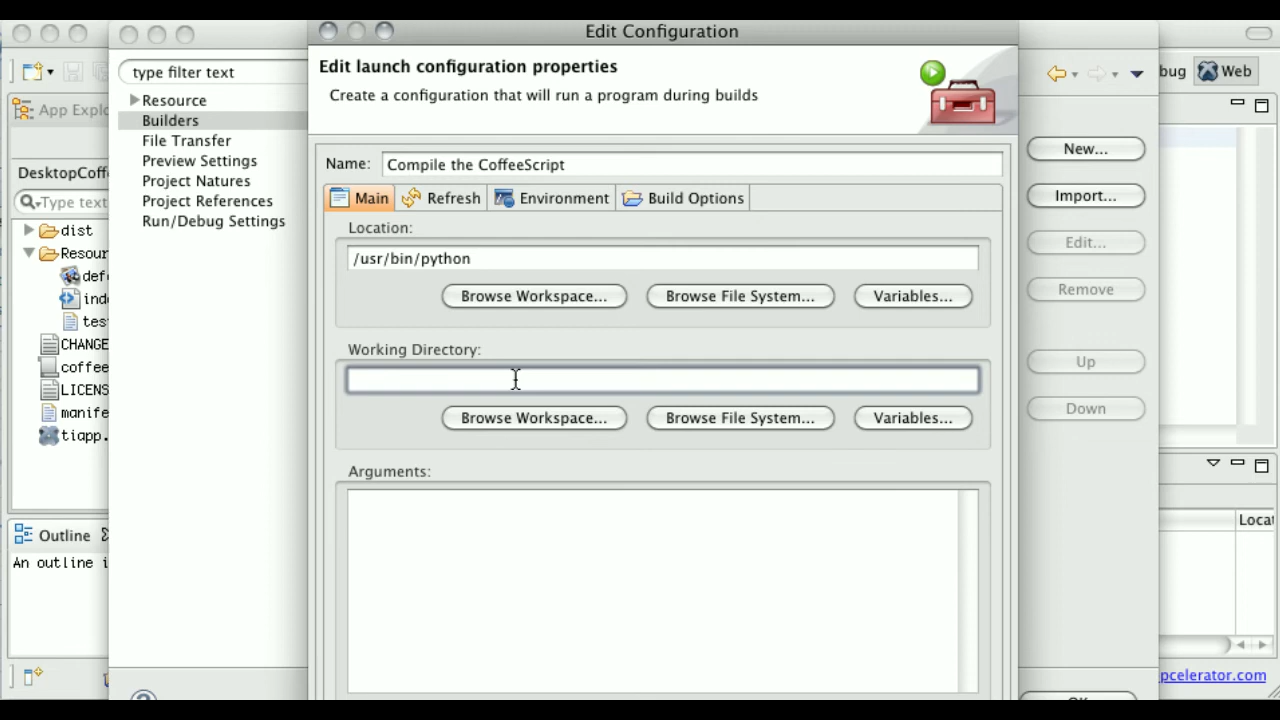 Edit Configuration
Edit launch configuration properties
Create a configuration that will run a program during builds
type filter text
Resource
Builders
File Transfer
Preview Settings
Project Natures
Project References
Run/Debug Settings
bug
Web
App Explo
DesktopCoff
Type text
dist
Resour
defa
inde
test
CHANGE
coffee
LICENS
manife
tiapp.
Outline
An outline i
Name:
Compile the CoffeeScript
Main
Refresh
Environment
Build Options
Location:
/usr/bin/python
Browse Workspace...
Browse File System...
Variables...
Working Directory:
Browse Workspace...
Browse File System...
Variables...
Arguments:
New...
Import...
Edit...
Remove
Up
Down
Locat
pcelerator.com